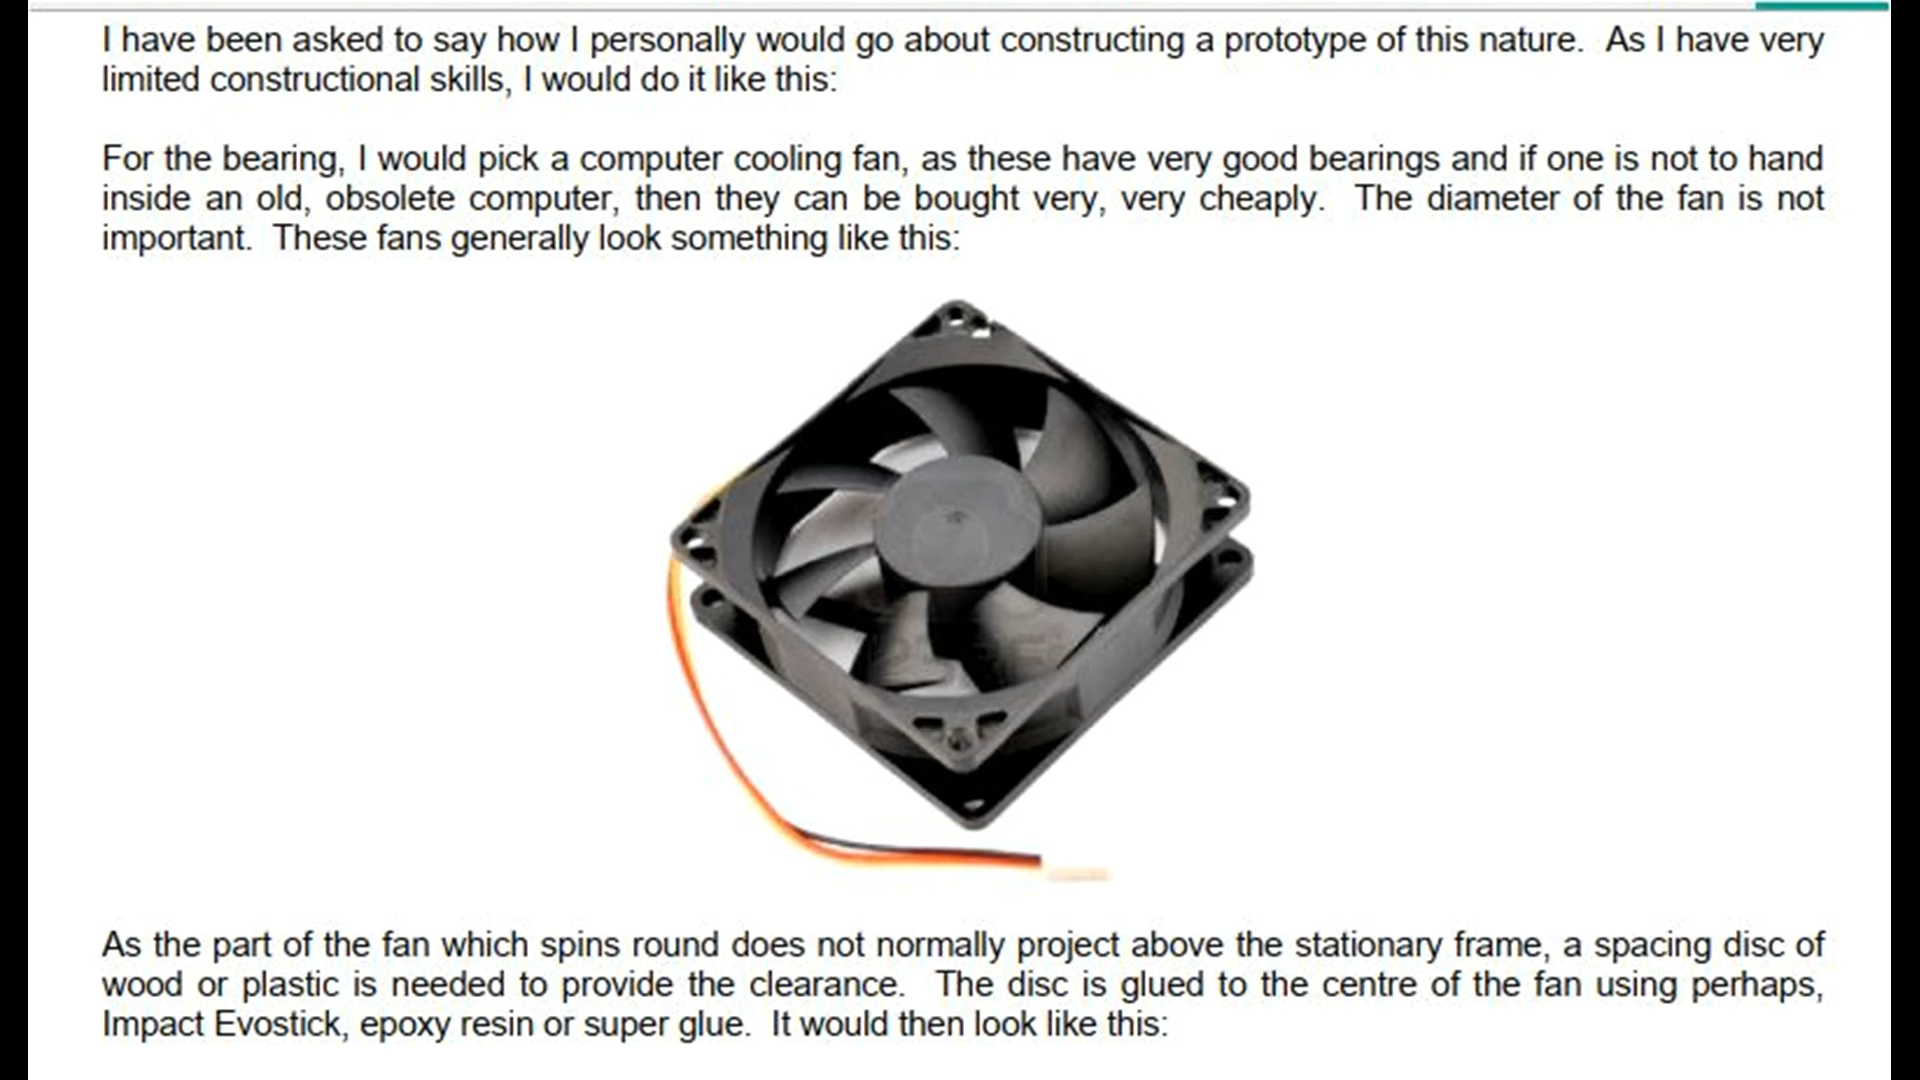 I have been asked to say how I personally would go about constructing a prototype of this nature. As I have very
limited constructional skills, I would do it like this:
For the bearing, I would pick a computer cooling fan, as these have very good bearings and if one is not to hand
inside an old, obsolete computer, then they can be bought very, very cheaply. The diameter of the fan is not
important. These fans generally look something like this:
As the part of the fan which spins round does not normally project above the stationary frame, a spacing disc of
wood or plastic is needed to provide the clearance. The disc is glued to the centre of the fan using perhaps,
Impact Evostick, epoxy resin or super glue. It would then look like this: